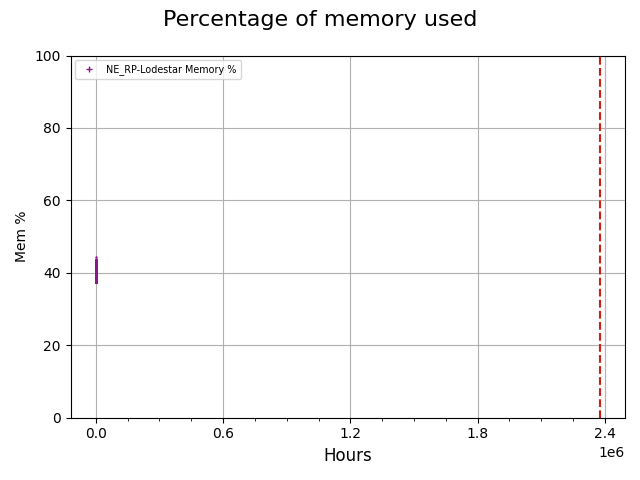 Percentage of memory used
100
NE_RP-Lodestar Memory %
80
60
Mem %
40
20
0
0.0 0.6 1.2 1.8 2.4
1e6
Hours